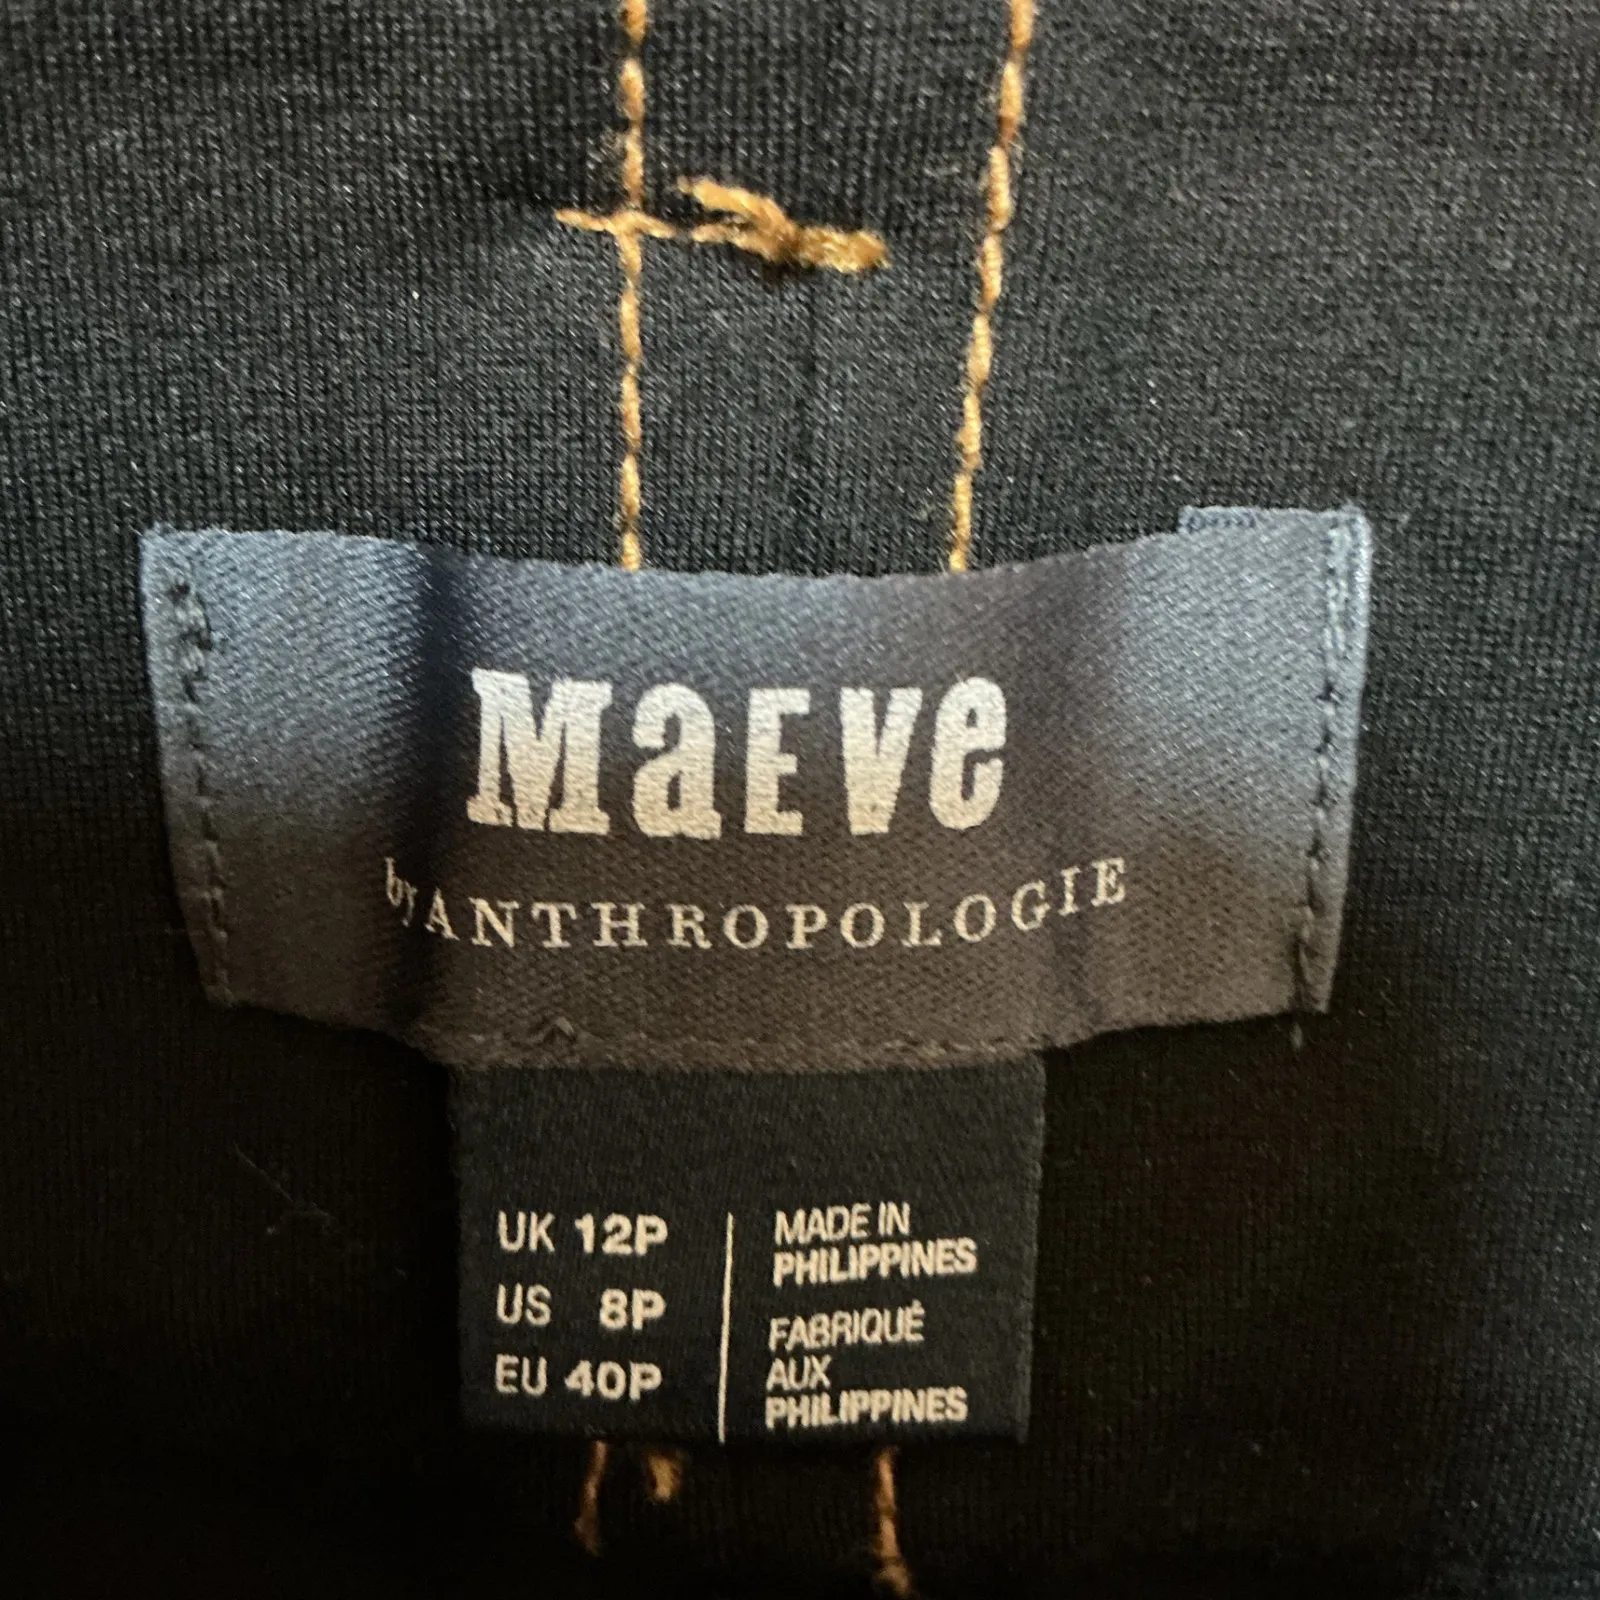 MaEve
by ANTHROPOLOGIE
UK 12P
US 8P
EU 40P
MADE IN
PHILIPPINES
FABRIQUÉ
AUX
PHILIPPINES